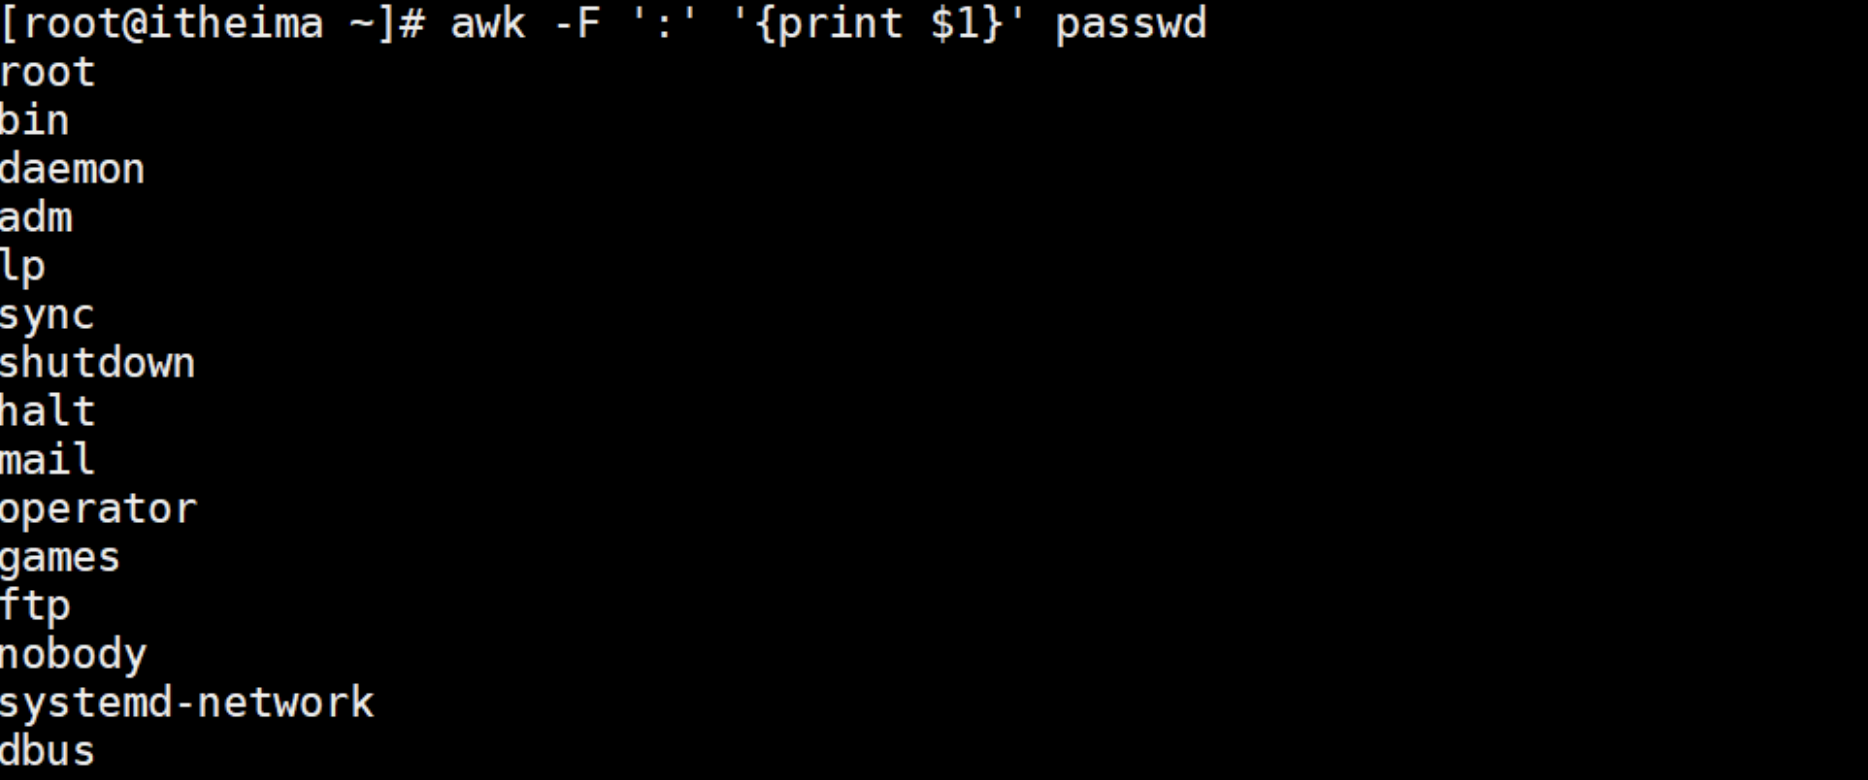 [root@itheima ~]# awk -F ':' '{print $1}' passwd
root
bin
daemon
adm
lp
sync
shutdown
halt
mail
operator
games
ftp
nobody
systemd-network
dbus